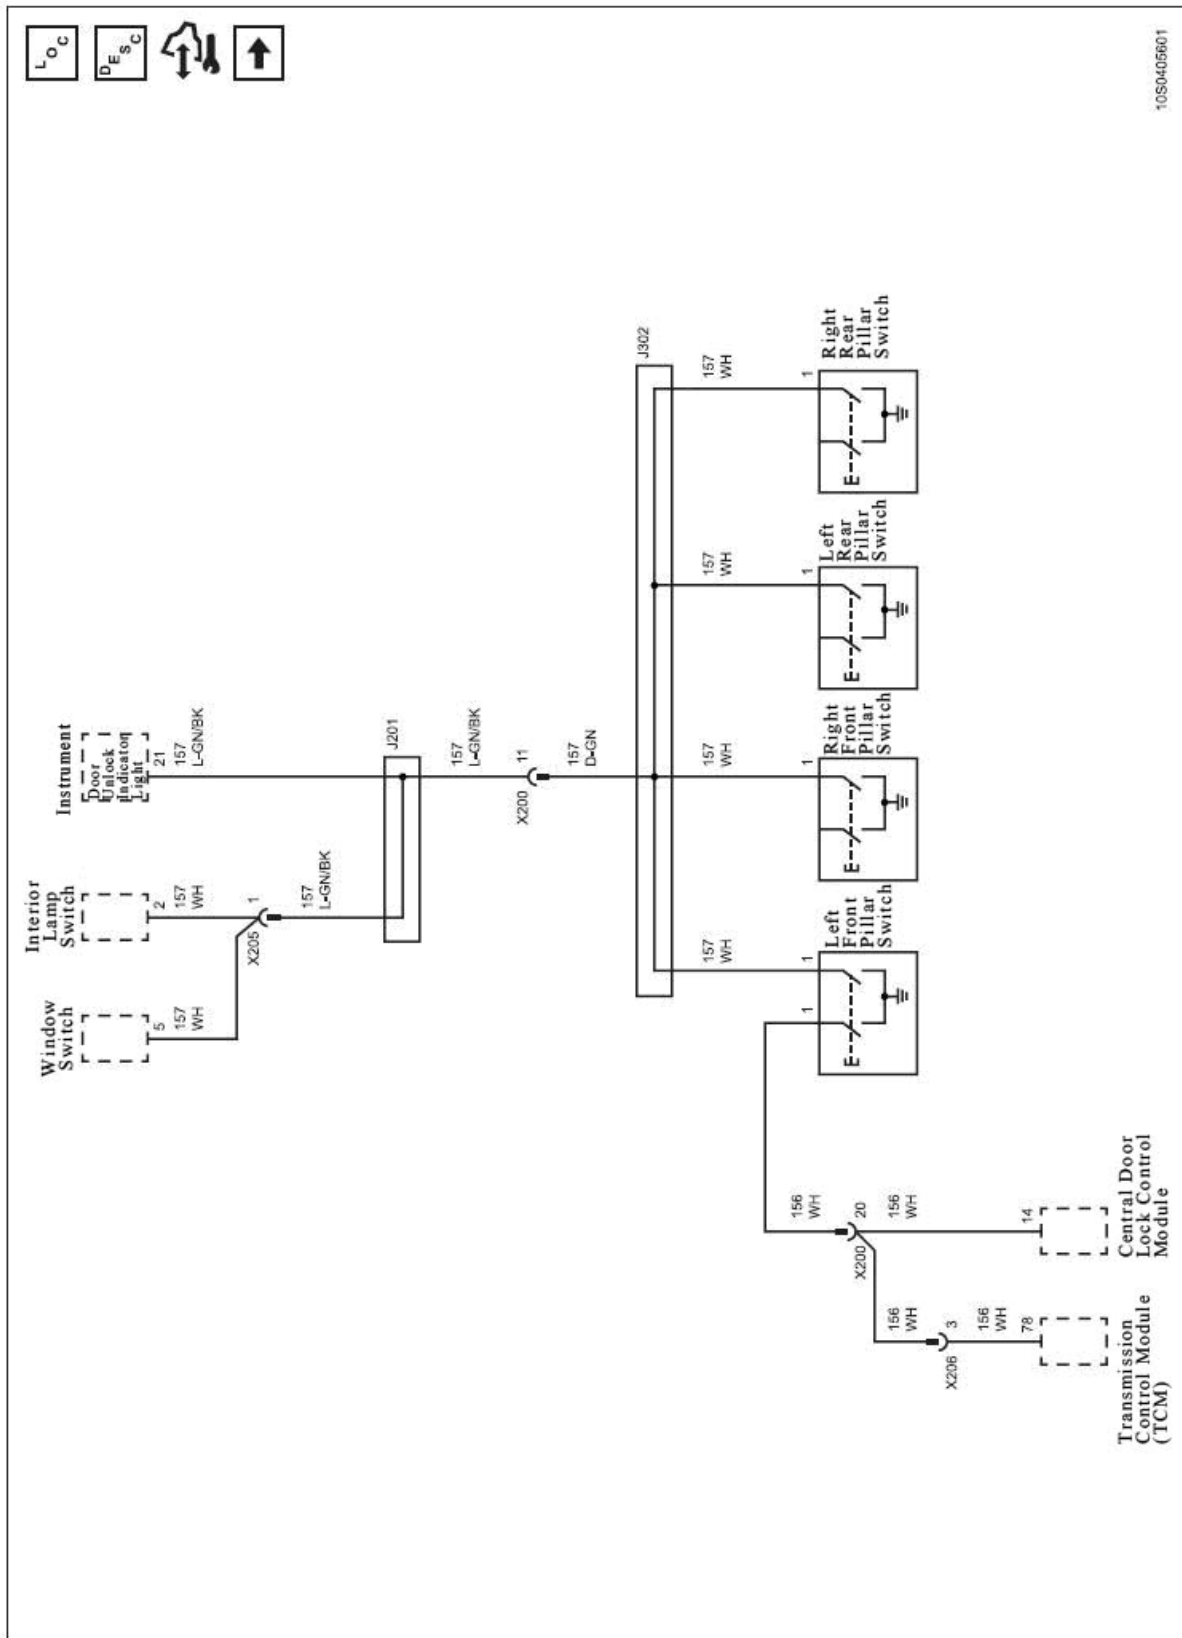 LOC
DESC
10S0405601
Window
Switch
Interior
Lamp
Switch
Instrument
Door
Unlock
Indicator
Light
5
157
WH
2
157
WH
21
157
L-GN/BK
X205
1
157
L-GN/BK
J201
157
L-GN/BK
X200
11
157
D-GN
J302
157
WH
157
WH
157
WH
157
WH
1
1
1
1
1
Left
Front
Pillar
Switch
Right
Front
Pillar
Switch
Left
Rear
Pillar
Switch
Right
Rear
Pillar
Switch
156
WH
X200
20
156
WH
156
WH
X206
3
156
WH
78
14
Transmission
Control Module
(TCM)
Central Door
Lock Control
Module